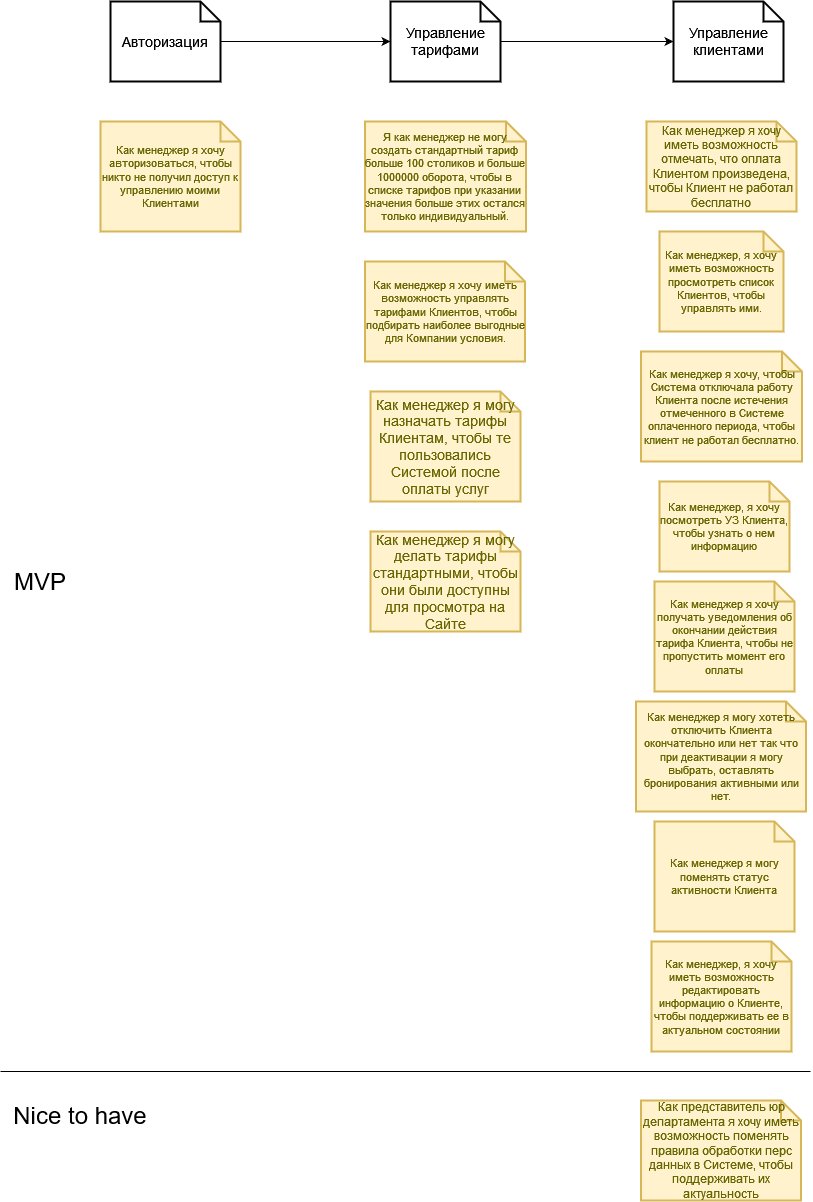 Авторизация
Управление
тарифами
Управление
клиентами
Как менеджер я хочу
авторизоваться, чтобы
никто не получил доступ к
управлению моими
Клиентами
Я как менеджер не могу
создать стандартный тариф
больше 100 столиков и больше
1000000 оборота, чтобы в
списке тарифов при указании
значения больше этих остался
только индивидуальный.
Как менеджер я хочу иметь
возможность управлять
тарифами Клиентов, чтобы
подбирать наиболее выгодные
для Компании условия.
Как менеджер я могу
назначать тарифы
Клиентам, чтобы те
пользовались
Системой после
оплаты услуг
Как менеджер я могу
делать тарифы
стандартными, чтобы
они были доступны
для просмотра на
Сайте
Как менеджер я хочу
иметь возможность
отмечать, что оплата
Клиентом произведена,
чтобы Клиент не работал
бесплатно
Как менеджер, я хочу
иметь возможность
просмотреть список
Клиентов, чтобы
управлять ими.
Как менеджер я хочу, чтобы
Система отключала работу
Клиента после истечения
отмеченного в Системе
оплаченного периода, чтобы
клиент не работал бесплатно.
Как менеджер, я хочу
посмотреть УЗ Клиента,
чтобы узнать о нем
информацию
MVP
Как менеджер я хочу
получать уведомления об
окончании действия
тарифа Клиента, чтобы не
пропустить момент его
оплаты
Как менеджер я могу хотеть
отключить Клиента
окончательно или нет так что
при деактивации я могу
выбрать, оставлять
бронирования активными или
нет.
Как менеджер я могу
поменять статус
активности Клиента
Как менеджер, я хочу
иметь возможность
редактировать
информацию о Клиенте,
чтобы поддерживать ее в
актуальном состоянии
Nice to have
Как представитель юр
департамента я хочу иметь
возможность поменять
правила обработки перс
данных в Системе, чтобы
поддерживать их
актуальность